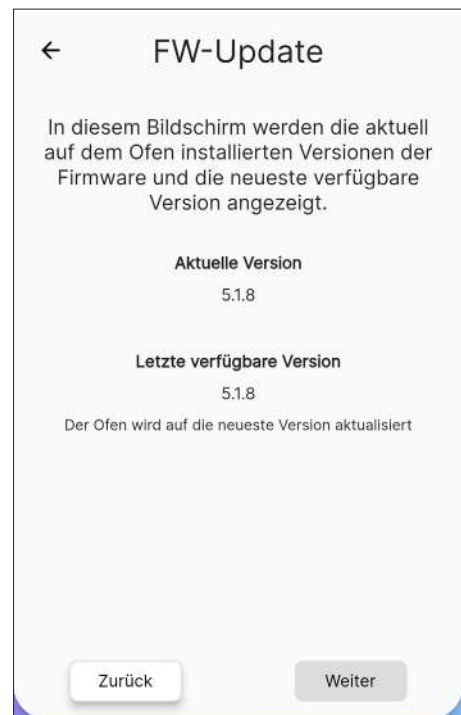 FW-Update
In diesem Bildschirm werden die aktuell
auf dem Ofen installierten Versionen der
Firmware und die neueste verfügbare
Version angezeigt.
Aktuelle Version
5.1.8
Letzte verfügbare Version
5.1.8
Der Ofen wird auf die neueste Version aktualisiert
Zurück
Weiter